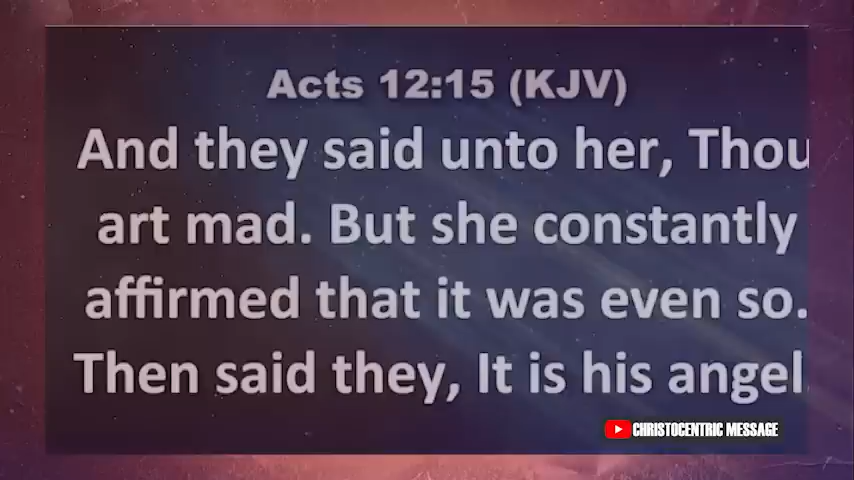 Acts 12:15 (KJV)
And they said unto her, Thou
art mad. But she constantly
affirmed that it was even so.
Then said they, It is his angel.
CHRISTOCENTRIC MESSAGE